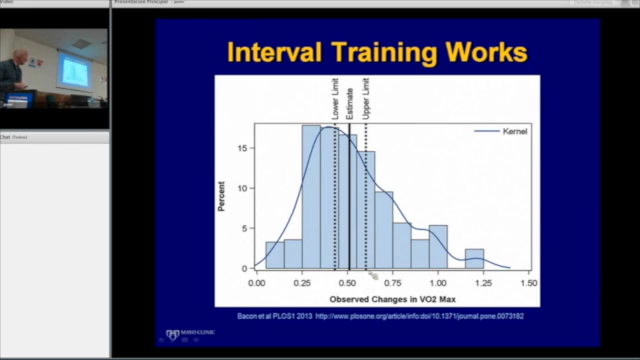 Video
Presentacion Principal
Interval Training Works
Lower Limit
Estimate
Upper Limit
Kernel
Percent
15
10
5
0
0.00 0.25 0.50 0.75 1.00 1.25 1.50
Observed Changes in VO2 Max
Bacon et al PLOS1 2013 http://www.plosone.org/article/info:doi/10.1371/journal.pone.0073182
MAYO CLINIC
Chat